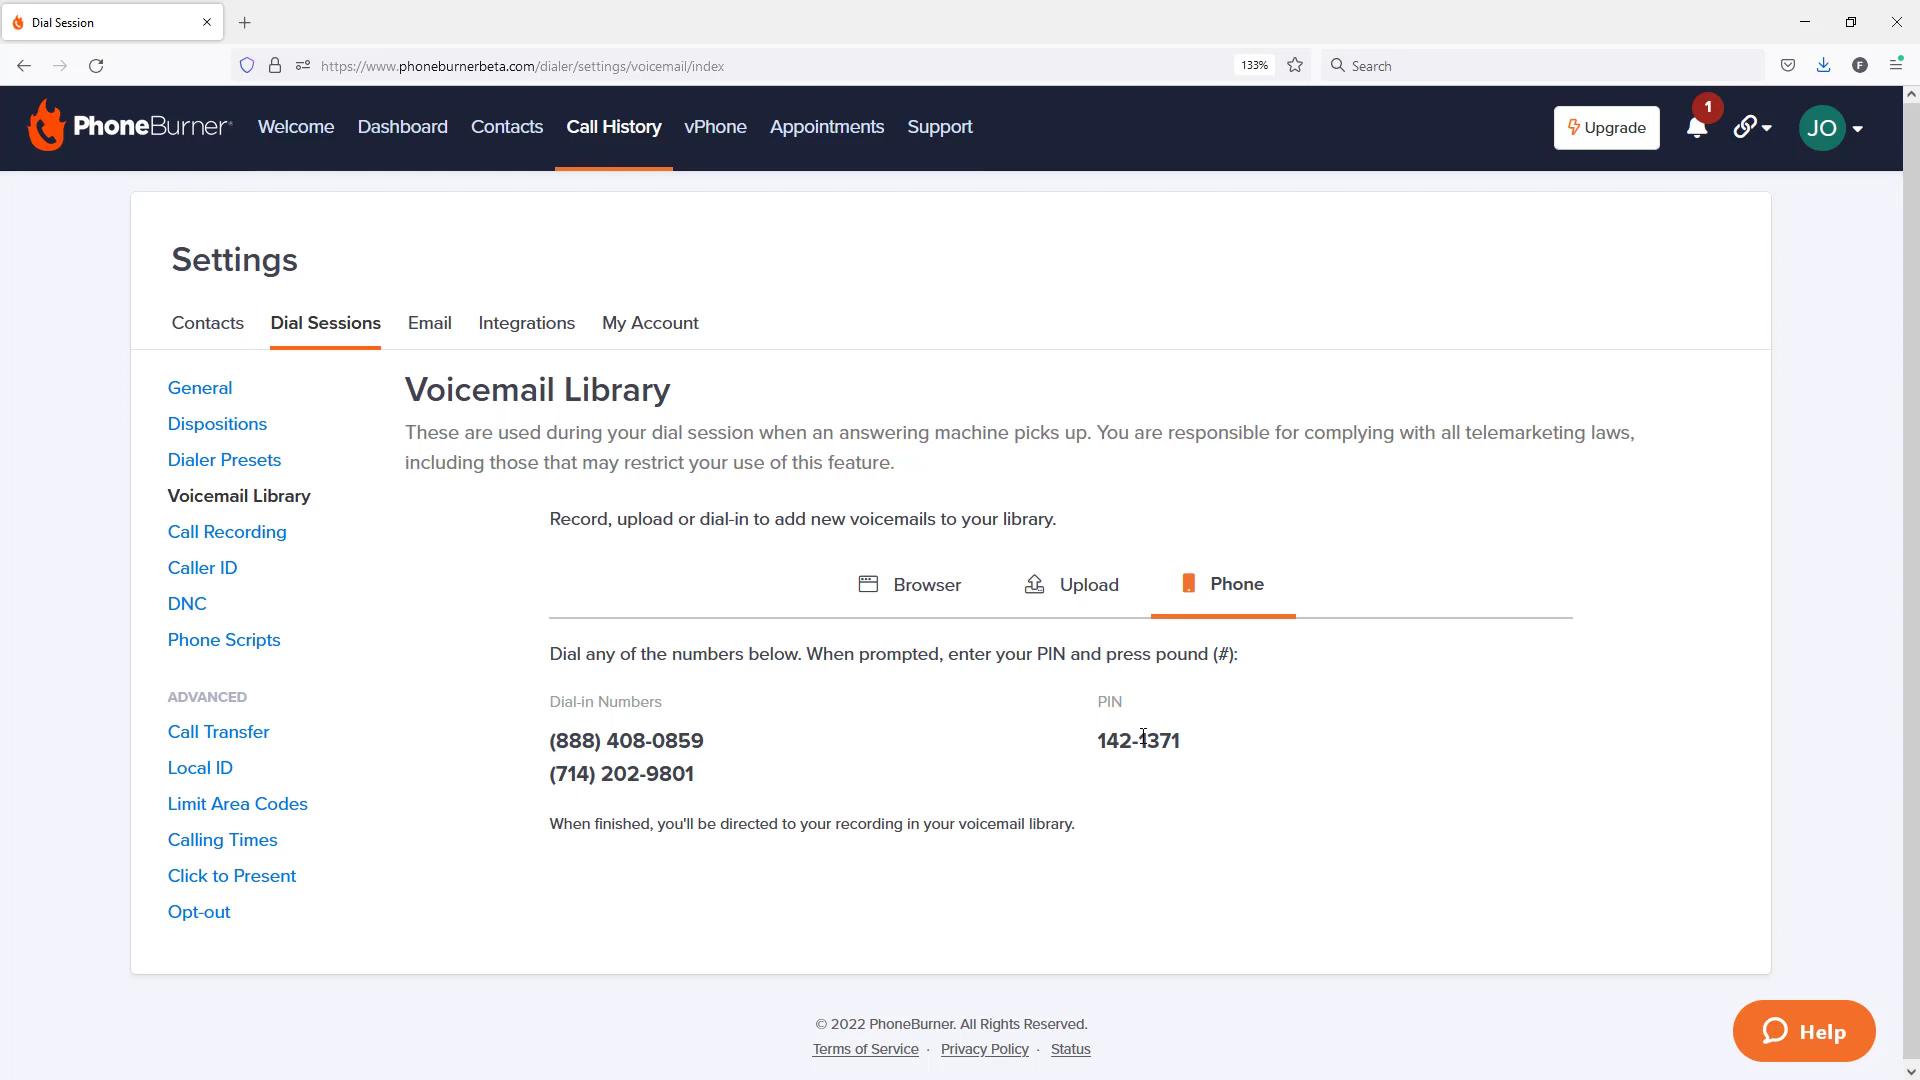 Dial Session
https://www.phoneburnerbeta.com/dialer/settings/voicemail/index
133%
Search
F
PhoneBurner
Welcome
Dashboard
Contacts
Call History
vPhone
Appointments
Support
Upgrade
1
JO
Settings
Contacts
Dial Sessions
Email
Integrations
My Account
General
Dispositions
Dialer Presets
Voicemail Library
Call Recording
Caller ID
DNC
Phone Scripts
ADVANCED
Call Transfer
Local ID
Limit Area Codes
Calling Times
Click to Present
Opt-out
Voicemail Library
These are used during your dial session when an answering machine picks up. You are responsible for complying with all telemarketing laws,
including those that may restrict your use of this feature.
Record, upload or dial-in to add new voicemails to your library.
Browser
Upload
Phone
Dial any of the numbers below. When prompted, enter your PIN and press pound (#):
Dial-in Numbers
PIN
(888) 408-0859
142-1371
(714) 202-9801
When finished, you'll be directed to your recording in your voicemail library.
© 2022 PhoneBurner. All Rights Reserved.
Terms of Service · Privacy Policy · Status
Help